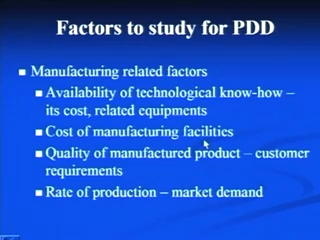 Factors to study for PDD
Manufacturing related factors
Availability of technological know-how –
its cost, related equipments
Cost of manufacturing facilities
Quality of manufactured product – customer
requirements
Rate of production – market demand